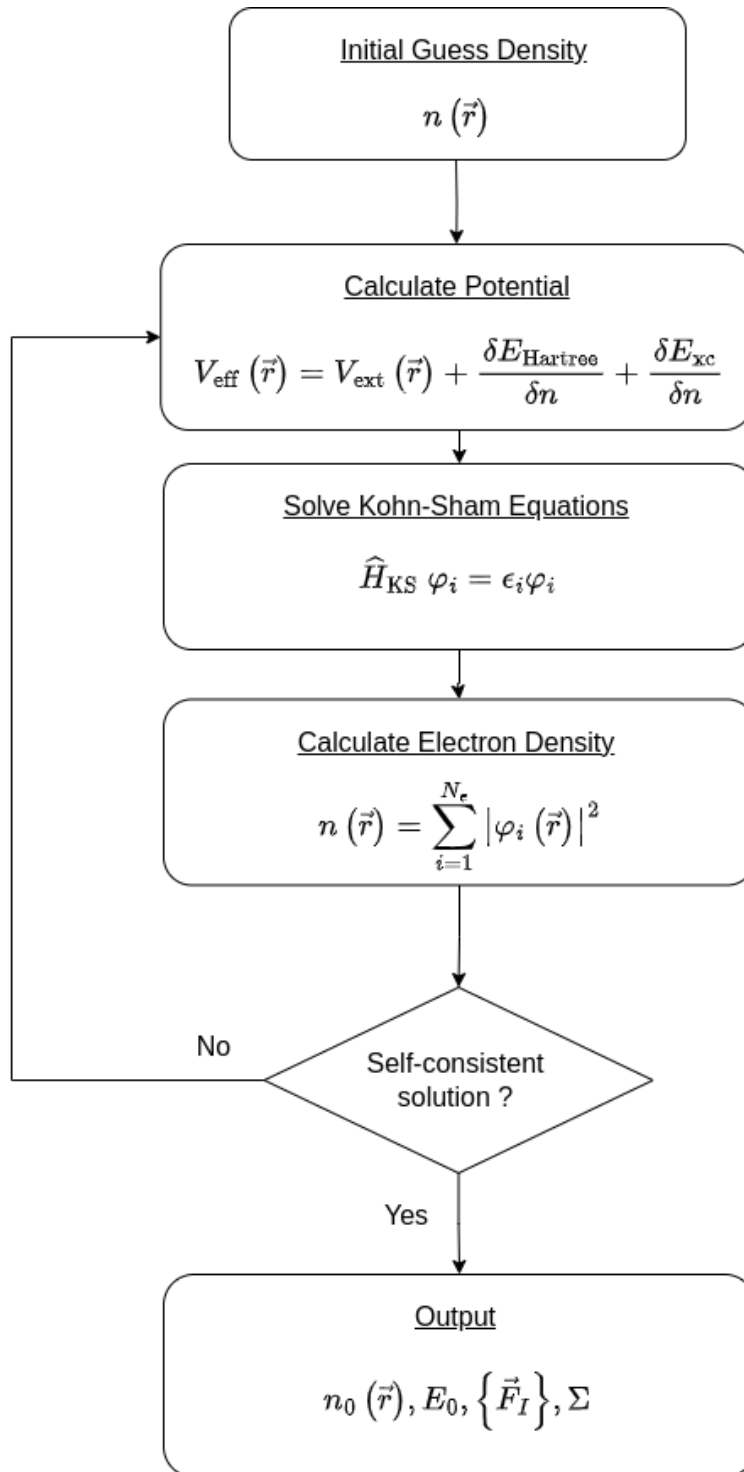 Initial Guess Density
n (r⃗)
Calculate Potential
V_eff (r⃗) = V_ext (r⃗) + δE_Hartree/δn + δE_xc/δn
Solve Kohn-Sham Equations
Ĥ_KS φ_i = ϵ_i φ_i
Calculate Electron Density
n (r⃗) = ∑_{i=1}^{N_e} |φ_i (r⃗)|^2
No
Self-consistent
solution ?
Yes
Output
n_0 (r⃗), E_0, {F⃗_I}, Σ